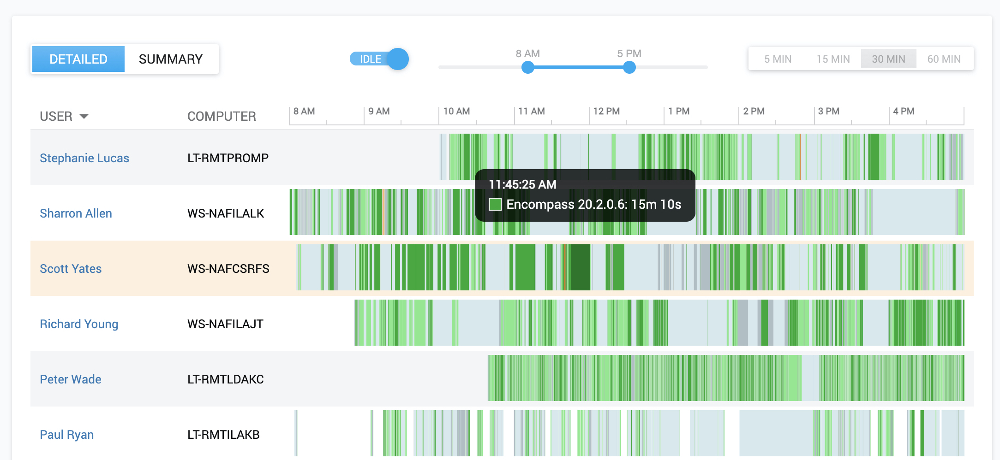 DETAILED SUMMARY IDLE 8 AM 5 PM 5 MIN 15 MIN 30 MIN 60 MIN
USER COMPUTER 8 AM 9 AM 10 AM 11 AM 12 PM 1 PM 2 PM 3 PM 4 PM
Stephanie Lucas LT-RMTPROMP
11:45:25 AM
Encompass 20.2.0.6: 15m 10s
Sharron Allen WS-NAFILALK
Scott Yates WS-NAFCSRFS
Richard Young WS-NAFILAJT
Peter Wade LT-RMTLDAKC
Paul Ryan LT-RMTILAKB